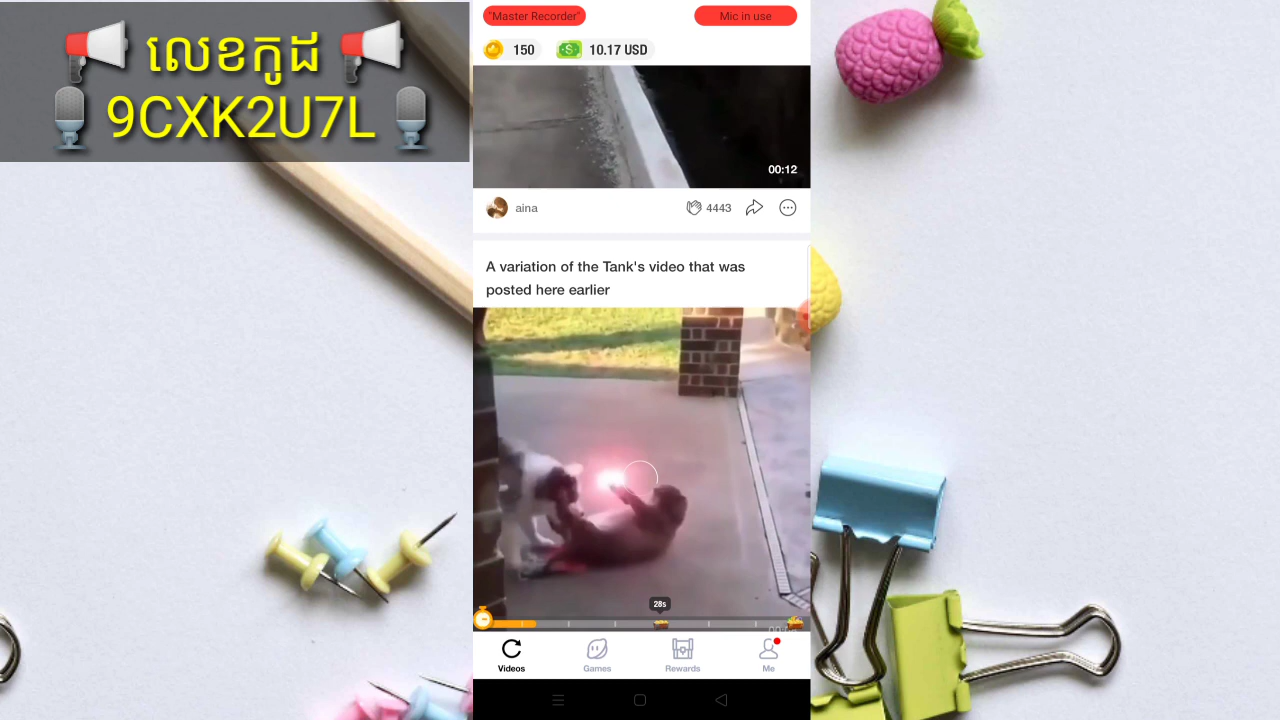 លេខកូដ
9CXK2U7L
"Master Recorder"
Mic in use
150
10.17 USD
00:12
aina
4443
A variation of the Tank's video that was
posted here earlier
28s
Videos
Games
Rewards
Me